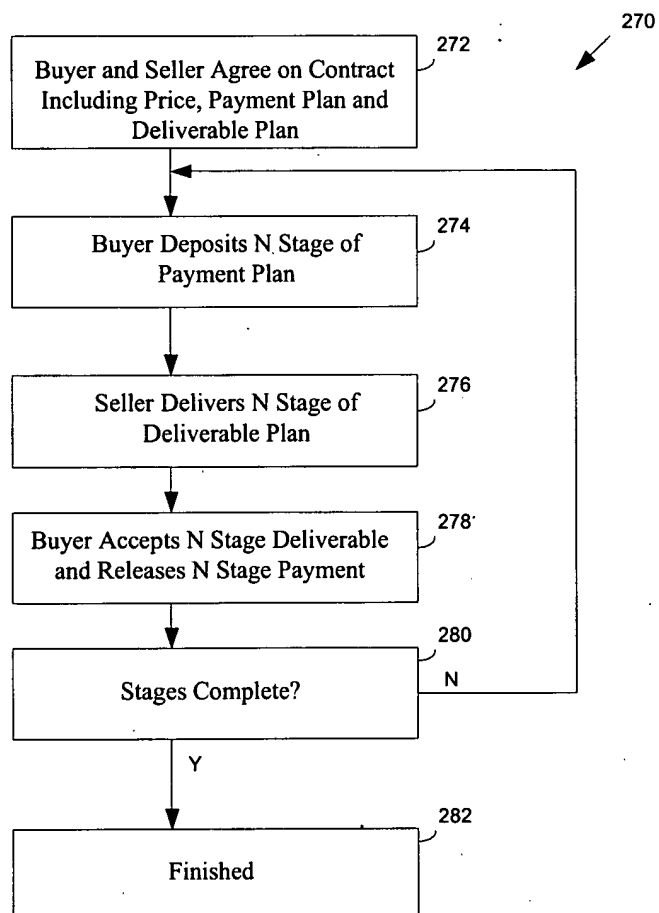 270
272
Buyer and Seller Agree on Contract
Including Price, Payment Plan and
Deliverable Plan
274
Buyer Deposits N Stage of
Payment Plan
276
Seller Delivers N Stage of
Deliverable Plan
278
Buyer Accepts N Stage Deliverable
and Releases N Stage Payment
280
Stages Complete?
N
Y
282
Finished